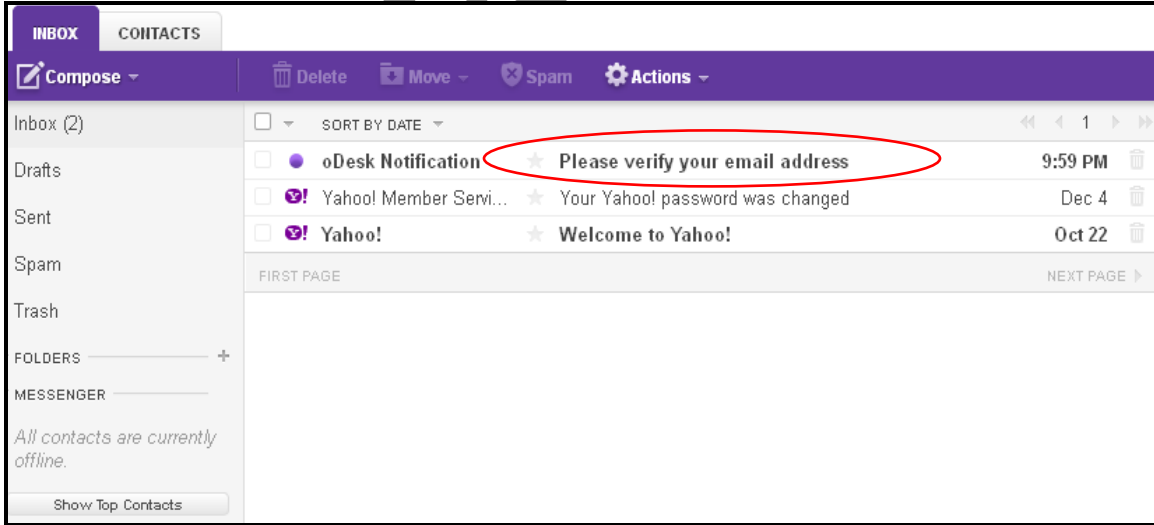 INBOX CONTACTS
Compose Delete Move Spam Actions
Inbox (2)
Drafts
Sent
Spam
Trash
FOLDERS +
MESSENGER
All contacts are currently
offline.
Show Top Contacts
SORT BY DATE 1
oDesk Notification Please verify your email address 9:59 PM
Y! Yahoo! Member Servi... Your Yahoo! password was changed Dec 4
Y! Yahoo! Welcome to Yahoo! Oct 22
FIRST PAGE NEXT PAGE